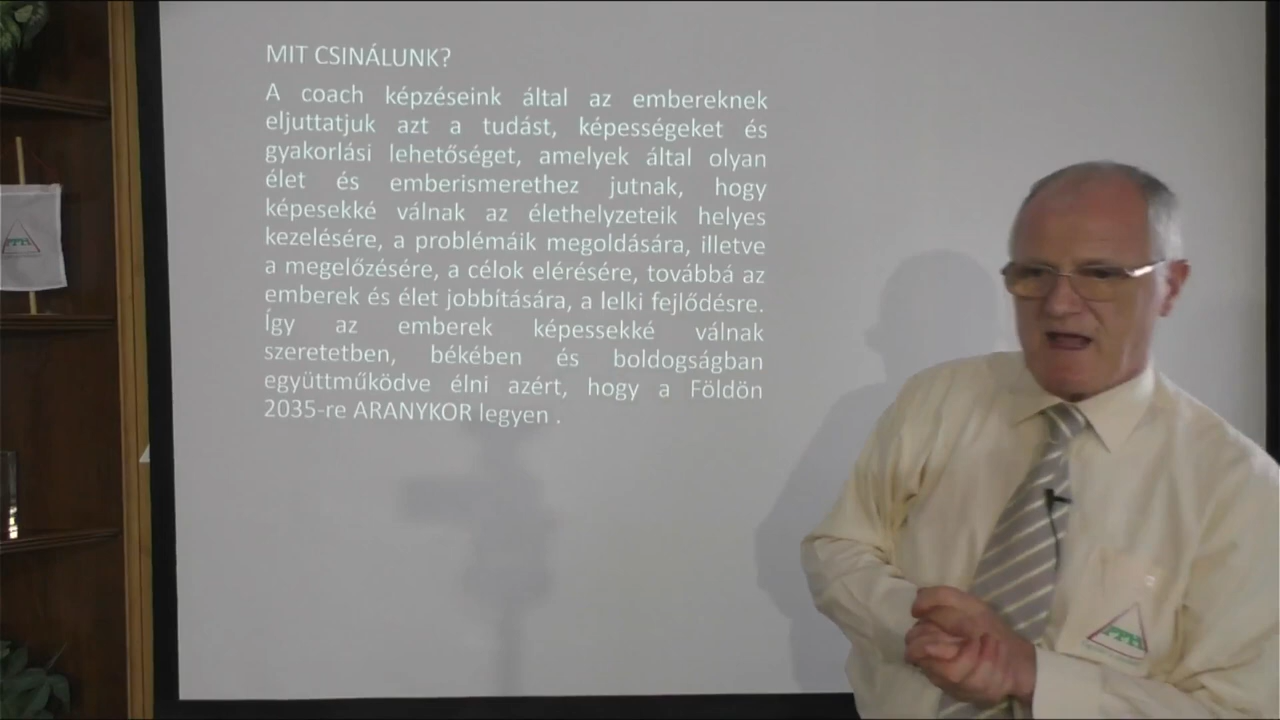 MIT CSINÁLUNK?
A coach képzéseink által az embereknek
eljuttatjuk azt a tudást, képességeket és
gyakorlási lehetőséget, amelyek által olyan
élet és emberismerethez jutnak, hogy
képesekké válnak az élethelyzeteik helyes
kezelésére, a problémáik megoldására, illetve
a megelőzésére, a célok elérésére, továbbá az
emberek és élet jobbítására, a lelki fejlődésre.
Így az emberek képessekké válnak
szeretetben, békében és boldogságban
együttműködve élni azért, hogy a Földön
2035-re ARANYKOR legyen .